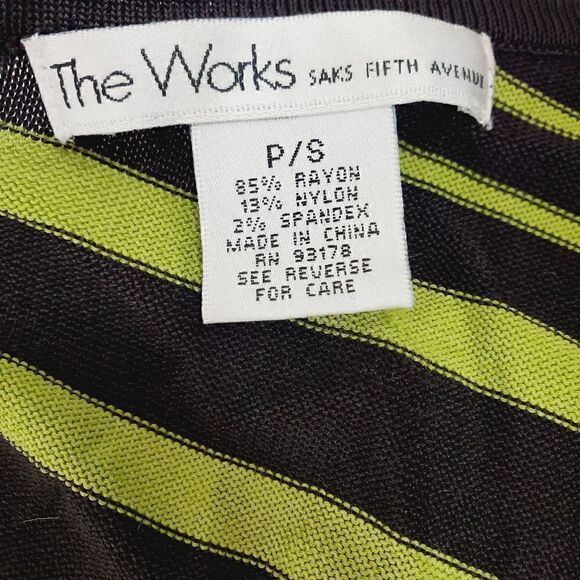 The Works SAKS FIFTH AVENUE
P/S
85% RAYON
13% NYLON
2% SPANDEX
MADE IN CHINA
RN 93178
SEE REVERSE
FOR CARE